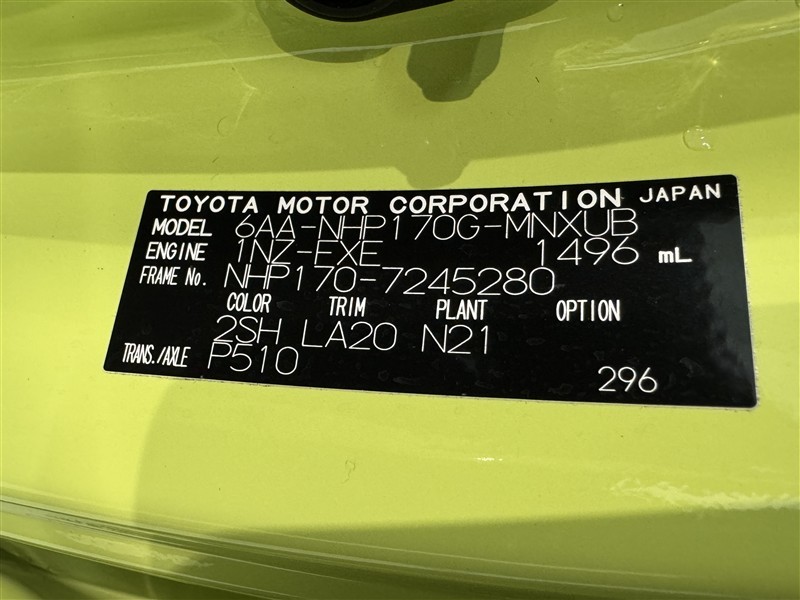 TOYOTA MOTOR CORPORATION JAPAN
MODEL 6AA-NHP170G-MNXUB
ENGINE 1NZ-FXE 1496 mL
FRAME No. NHP170-7245280
COLOR TRIM PLANT OPTION
2SH LA20 N21
TRANS./AXLE P510
296